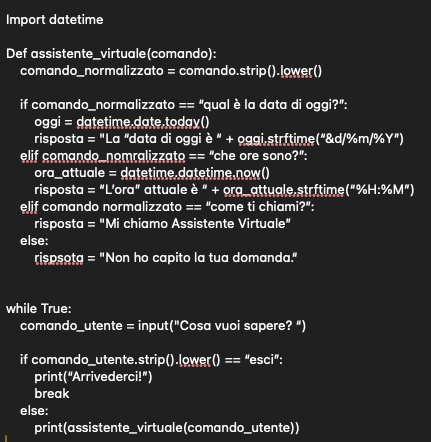 Import datetime
Def assistente_virtuale(comando):
comando_normalizzato = comando.strip().lower()
if comando_normalizzato == “qual è la data di oggi?”:
oggi = datetime.date.today()
risposta = "La “data di oggi è “ + oggi.strftime(“&d/%m/%Y”)
elif comando_nomralizzato == “che ore sono?”:
ora_attuale = datetime.datetime.now()
risposta = “L’ora” attuale è “ + ora_attuale.strftime(“%H:%M”)
elif comando normalizzato == “come ti chiami?”:
risposta = "Mi chiamo Assistente Virtuale”
else:
rispsota = "Non ho capito la tua domanda.“
while True:
comando_utente = input("Cosa vuoi sapere? “)
if comando_utente.strip().lower() == “esci”:
print(“Arrivederci!”)
break
else:
print(assistente_virtuale(comando_utente))